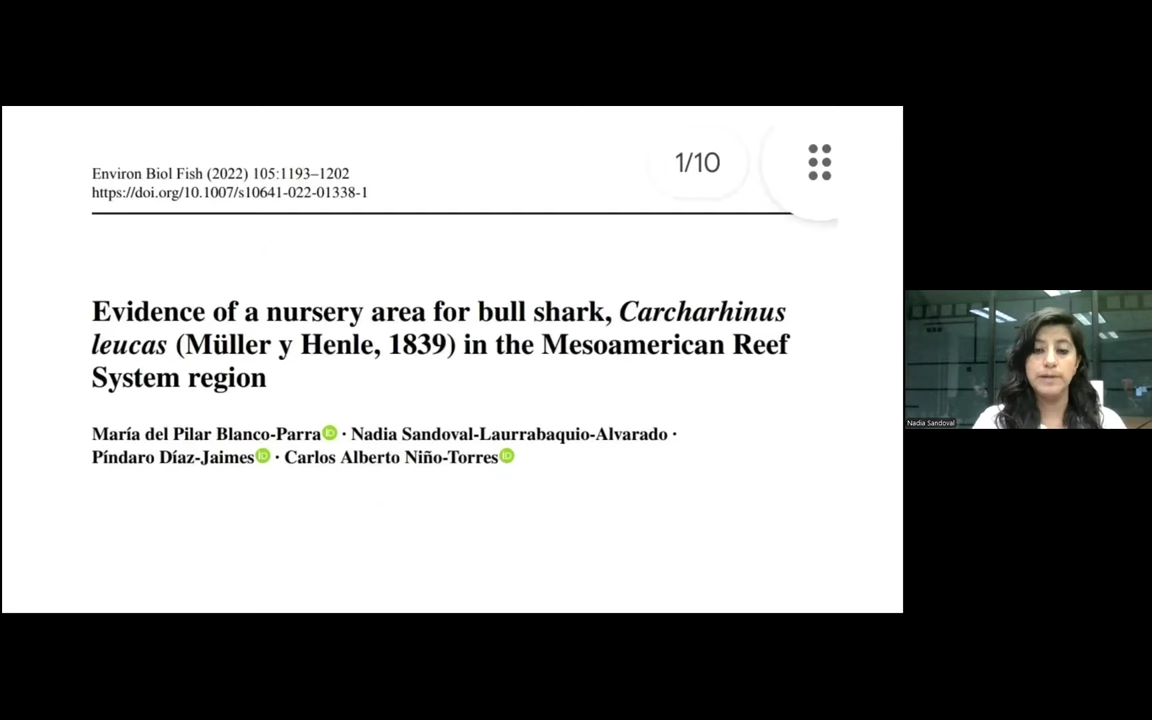 Environ Biol Fish (2022) 105:1193–1202
https://doi.org/10.1007/s10641-022-01338-1
1/10
Evidence of a nursery area for bull shark, Carcharhinus
leucas (Müller y Henle, 1839) in the Mesoamerican Reef
System region
María del Pilar Blanco-Parra · Nadia Sandoval-Laurrabaquio-Alvarado ·
Píndaro Díaz-Jaimes · Carlos Alberto Niño-Torres
Nadia Sandoval